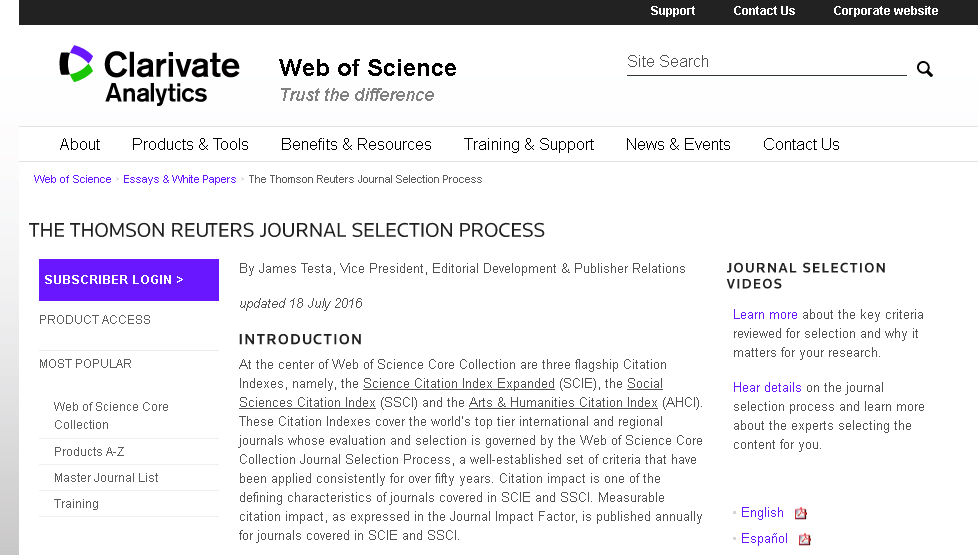 Support Contact Us Corporate website
Clarivate
Analytics
Web of Science
Trust the difference
Site Search
About Products & Tools Benefits & Resources Training & Support News & Events Contact Us
Web of Science Essays & White Papers The Thomson Reuters Journal Selection Process
THE THOMSON REUTERS JOURNAL SELECTION PROCESS
SUBSCRIBER LOGIN >
PRODUCT ACCESS
MOST POPULAR
Web of Science Core
Collection
Products A-Z
Master Journal List
Training
By James Testa, Vice President, Editorial Development & Publisher Relations
updated 18 July 2016
INTRODUCTION
At the center of Web of Science Core Collection are three flagship Citation
Indexes, namely, the Science Citation Index Expanded (SCIE), the Social
Sciences Citation Index (SSCI) and the Arts & Humanities Citation Index (AHCI).
These Citation Indexes cover the world's top tier international and regional
journals whose evaluation and selection is governed by the Web of Science Core
Collection Journal Selection Process, a well-established set of criteria that have
been applied consistently for over fifty years. Citation impact is one of the
defining characteristics of journals covered in SCIE and SSCI. Measurable
citation impact, as expressed in the Journal Impact Factor, is published annually
for journals covered in SCIE and SSCI.
JOURNAL SELECTION
VIDEOS
Learn more about the key criteria
reviewed for selection and why it
matters for your research.
Hear details on the journal
selection process and learn more
about the experts selecting the
content for you.
English
Español